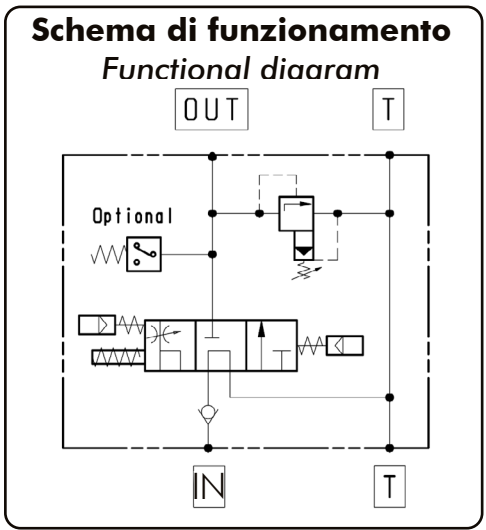 Schema di funzionamento
Functional diagram
OUT T
Optional
IN T